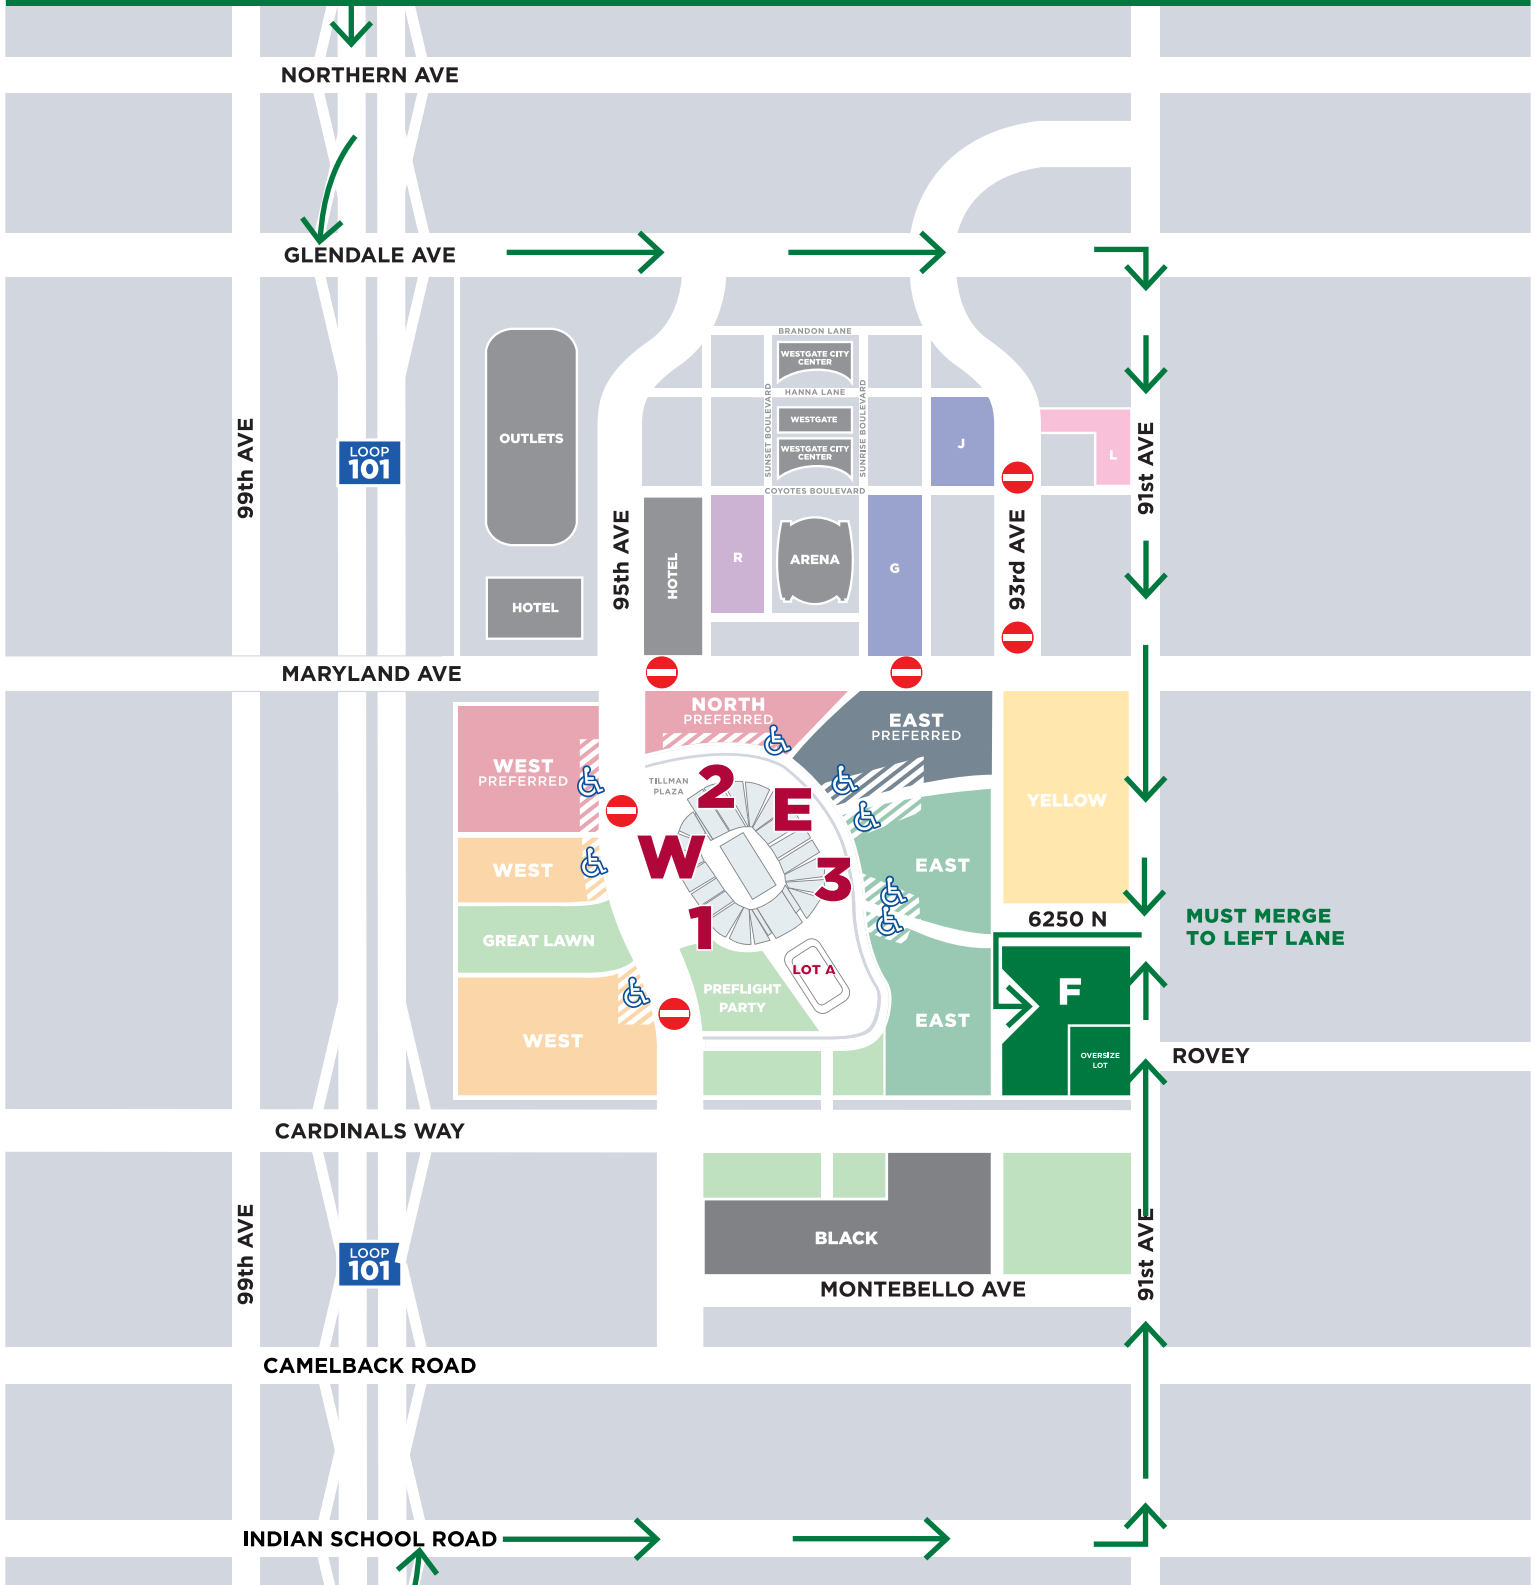 NORTHERN AVE
GLENDALE AVE
BRANDON LANE
WESTGATE CITY
CENTER
HANNA LANE
SUNSET BOULEVARD
SUNRISE BOULEVARD
WESTGATE
WESTGATE CITY
CENTER
COYOTES BOULEVARD
OUTLETS
J
L
99th AVE
LOOP
101
91st AVE
95th AVE
HOTEL
R
ARENA
G
93rd AVE
HOTEL
MARYLAND AVE
NORTH
PREFERRED
EAST
PREFERRED
WEST
PREFERRED
TILLMAN
PLAZA
2
E
YELLOW
W
3
WEST
EAST
1
6250 N
MUST MERGE
TO LEFT LANE
GREAT LAWN
LOT A
PREFLIGHT
PARTY
F
EAST
WEST
OVERSIZE
LOT
ROVEY
CARDINALS WAY
99th AVE
LOOP
101
BLACK
91st AVE
MONTEBELLO AVE
CAMELBACK ROAD
INDIAN SCHOOL ROAD